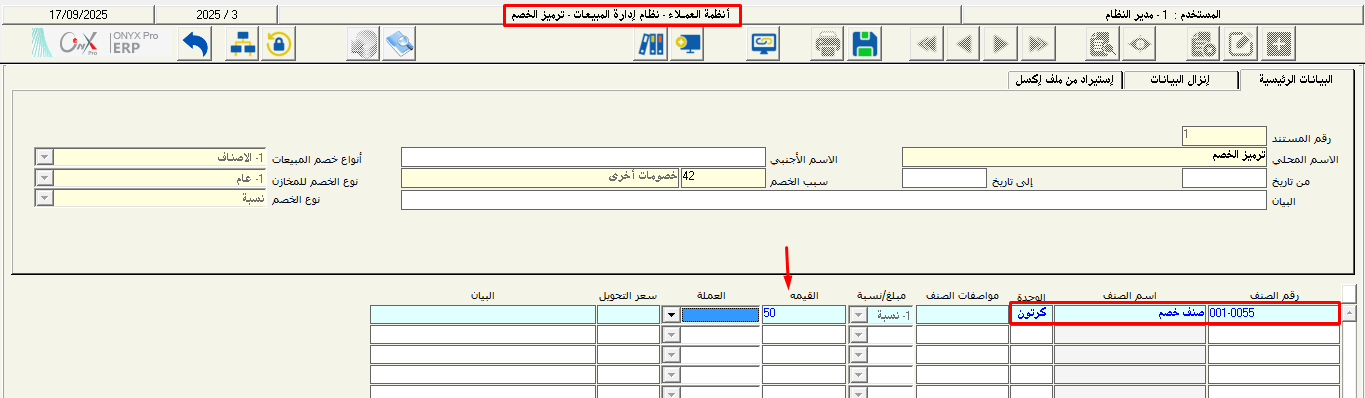 المستخدم : 1 - مدير النظام
أنظمة العملاء - نظام إدارة المبيعات - ترميز الخصم
2025 / 3
17/09/2025
ONYX Pro
ERP
Onyx Pro
البيانات الرئيسية
إنزال البيانات
إستيراد من ملف إكسل
رقم المستند 1
الاسم المحلي ترميز الخصم
الاسم الأجنبي
أنواع خصم المبيعات 1- الاصناف
من تاريخ
إلى تاريخ
سبب الخصم 42 خصومات أخرى
نوع الخصم للمخازن 1- عام
البيان
نوع الخصم نسبة
رقم الصنف اسم الصنف الوحدة مواصفات الصنف مبلغ/نسبة القيمه العملة سعر التحويل البيان
001-0055 صنف خصم كرتون 1- نسبة 50